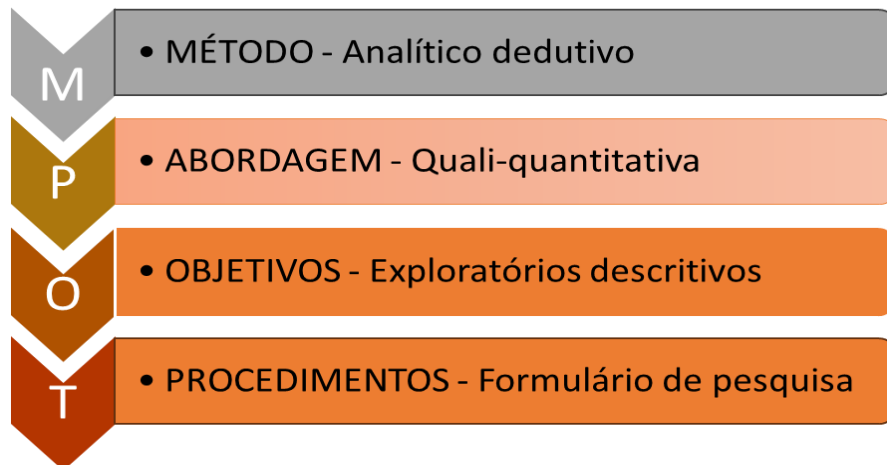 M
• MÉTODO - Analítico dedutivo
P
• ABORDAGEM - Quali-quantitativa
O
• OBJETIVOS - Exploratórios descritivos
T
• PROCEDIMENTOS - Formulário de pesquisa